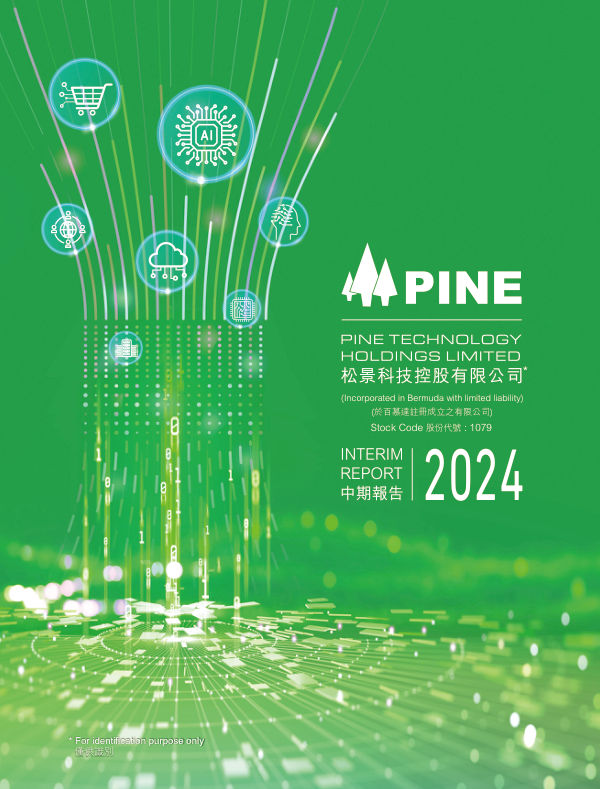 AI
PINE
PINE TECHNOLOGY
HOLDINGS LIMITED
松景科技控股有限公司*
(Incorporated in Bermuda with limited liability)
(於百慕達註冊成立之有限公司)
Stock Code 股份代號 : 1079
INTERIM
REPORT
中期報告
2024
* For identification purpose only
僅供識別